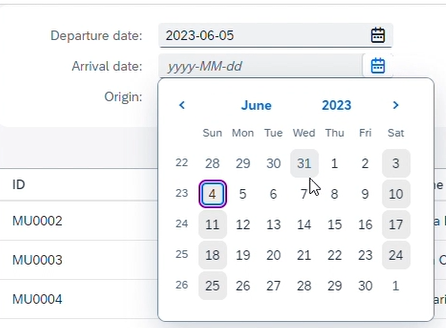 Departure date: 2023-06-05
Arrival date: yyyy-MM-dd
Origin:
June 2023
Sun Mon Tue Wed Thu Fri Sat
22 28 29 30 31 1 2 3
23 4 5 6 7 8 9 10
ID
24 11 12 13 14 15 16 17
MU0002
25 18 19 20 21 22 23 24
MU0003
26 25 26 27 28 29 30 1
MU0004